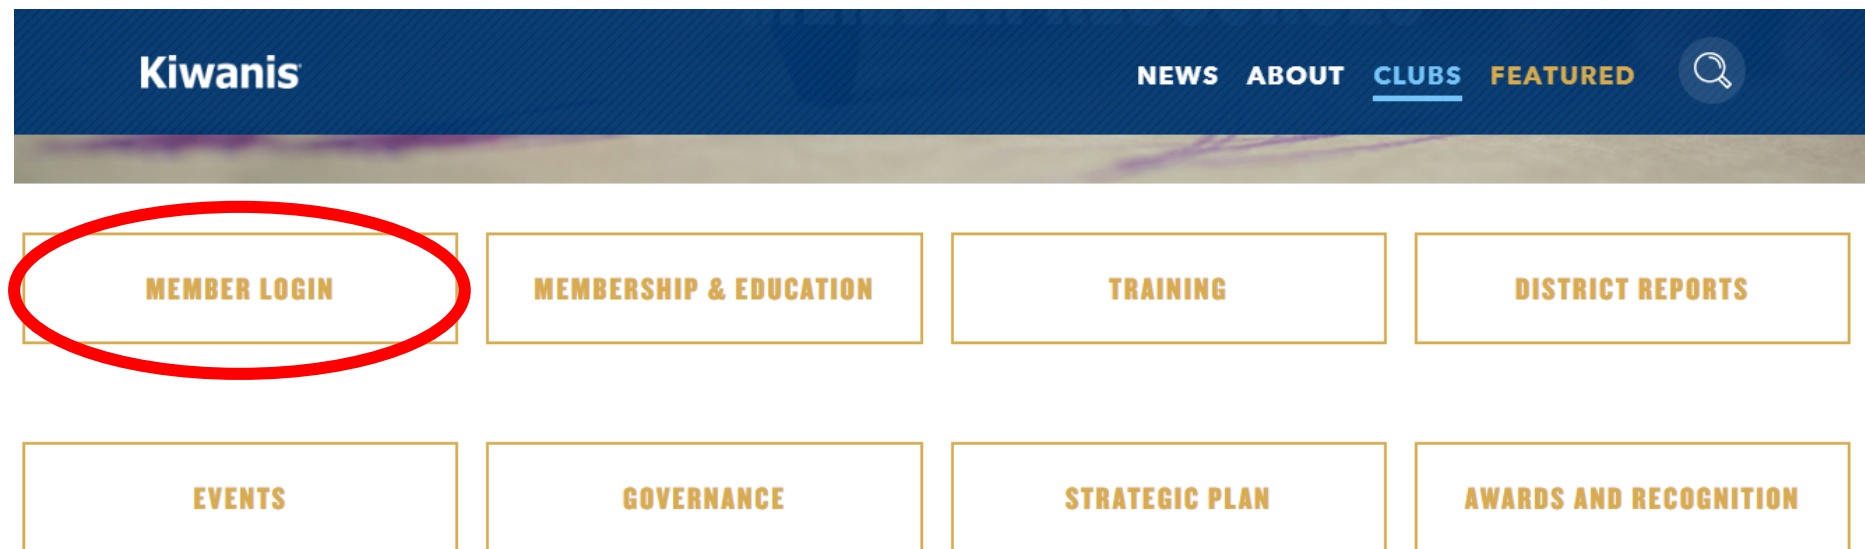 Kiwanis
NEWS ABOUT CLUBS FEATURED
MEMBER LOGIN
MEMBERSHIP & EDUCATION
TRAINING
DISTRICT REPORTS
EVENTS
GOVERNANCE
STRATEGIC PLAN
AWARDS AND RECOGNITION